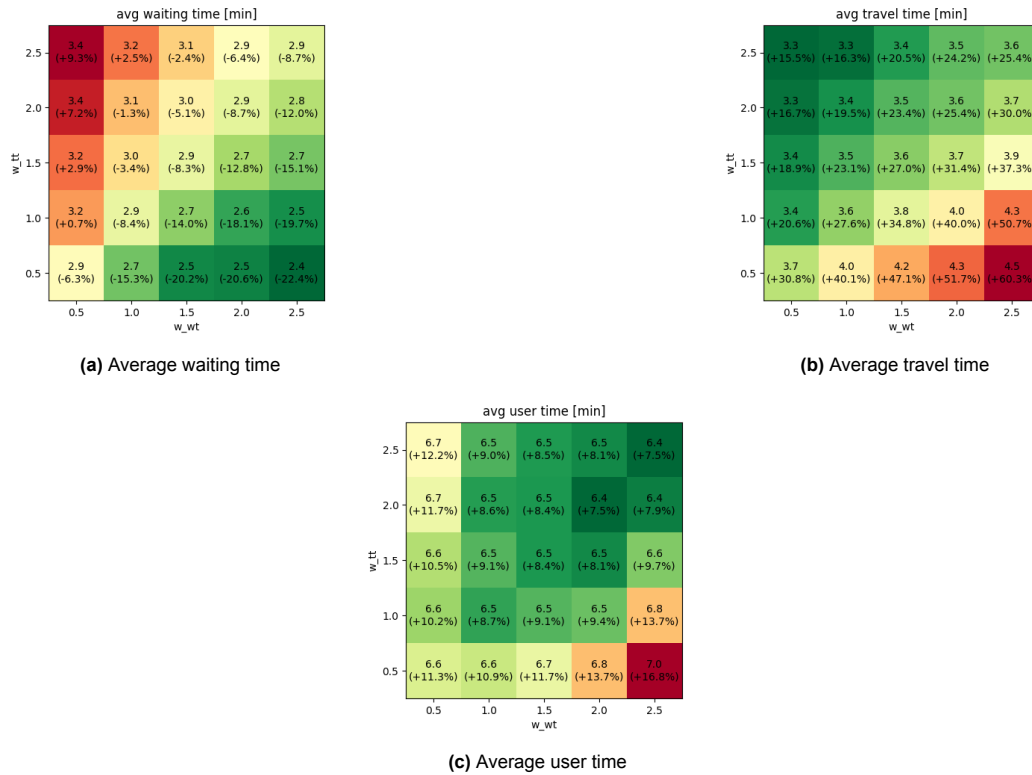 avg waiting time [min]
2.5
3.4 3.2 3.1 2.9 2.9
(+9.3%) (+2.5%) (-2.4%) (-6.4%) (-8.7%)
2.0
3.4 3.1 3.0 2.9 2.8
(+7.2%) (-1.3%) (-5.1%) (-8.7%) (-12.0%)
w_tt
1.5
3.2 3.0 2.9 2.7 2.7
(+2.9%) (-3.4%) (-8.3%) (-12.8%) (-15.1%)
1.0
3.2 2.9 2.7 2.6 2.5
(+0.7%) (-8.4%) (-14.0%) (-18.1%) (-19.7%)
0.5
2.9 2.7 2.5 2.5 2.4
(-6.3%) (-15.3%) (-20.2%) (-20.6%) (-22.4%)
0.5 1.0 1.5 2.0 2.5
w_wt
(a) Average waiting time
avg travel time [min]
2.5
3.3 3.3 3.4 3.5 3.6
(+15.5%) (+16.3%) (+20.5%) (+24.2%) (+25.4%)
2.0
3.3 3.4 3.5 3.6 3.7
(+16.7%) (+19.5%) (+23.4%) (+25.4%) (+30.0%)
w_tt
1.5
3.4 3.5 3.6 3.7 3.9
(+18.9%) (+23.1%) (+27.0%) (+31.4%) (+37.3%)
1.0
3.4 3.6 3.8 4.0 4.3
(+20.6%) (+27.6%) (+34.8%) (+40.0%) (+50.7%)
0.5
3.7 4.0 4.2 4.3 4.5
(+30.8%) (+40.1%) (+47.1%) (+51.7%) (+60.3%)
0.5 1.0 1.5 2.0 2.5
w_wt
(b) Average travel time
avg user time [min]
2.5
6.7 6.5 6.5 6.5 6.4
(+12.2%) (+9.0%) (+8.5%) (+8.1%) (+7.5%)
2.0
6.7 6.5 6.5 6.4 6.4
(+11.7%) (+8.6%) (+8.4%) (+7.5%) (+7.9%)
w_tt
1.5
6.6 6.5 6.5 6.5 6.6
(+10.5%) (+9.1%) (+8.4%) (+8.1%) (+9.7%)
1.0
6.6 6.5 6.5 6.5 6.8
(+10.2%) (+8.7%) (+9.1%) (+9.4%) (+13.7%)
0.5
6.6 6.6 6.7 6.8 7.0
(+11.3%) (+10.9%) (+11.7%) (+13.7%) (+16.8%)
0.5 1.0 1.5 2.0 2.5
w_wt
(c) Average user time